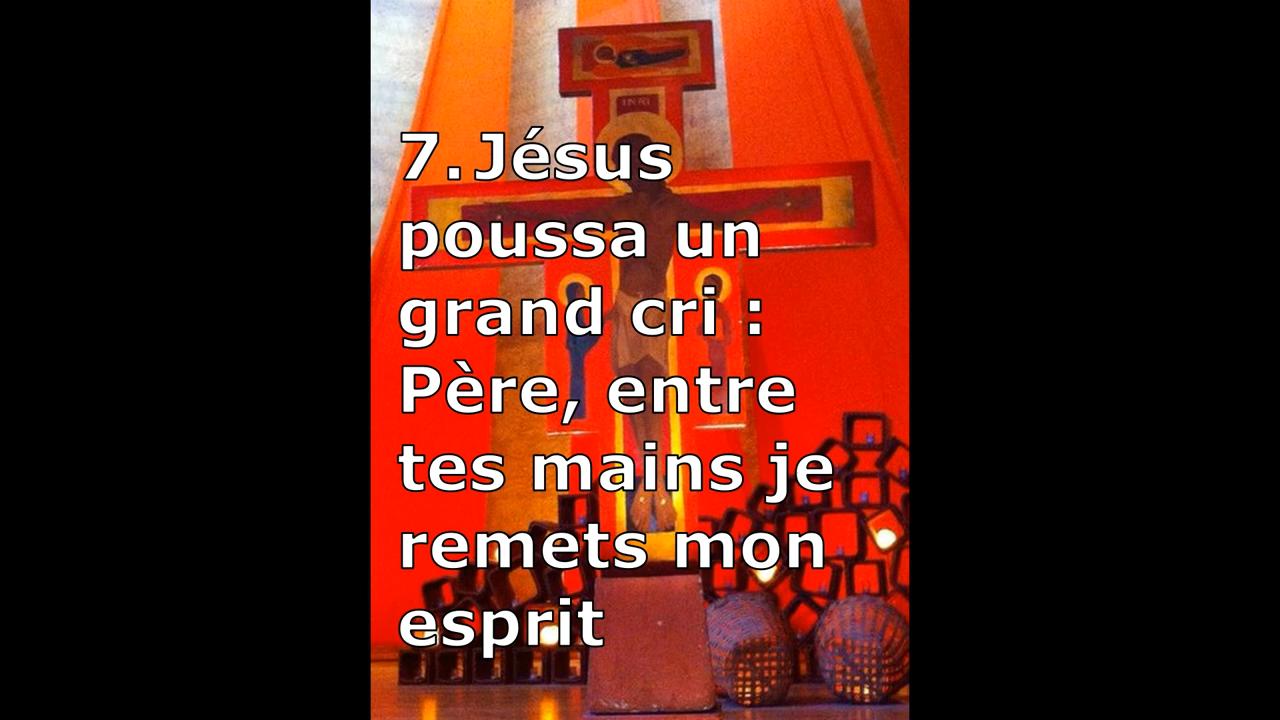 7. Jésus
poussa un
grand cri :
Père, entre
tes mains je
remets mon
esprit